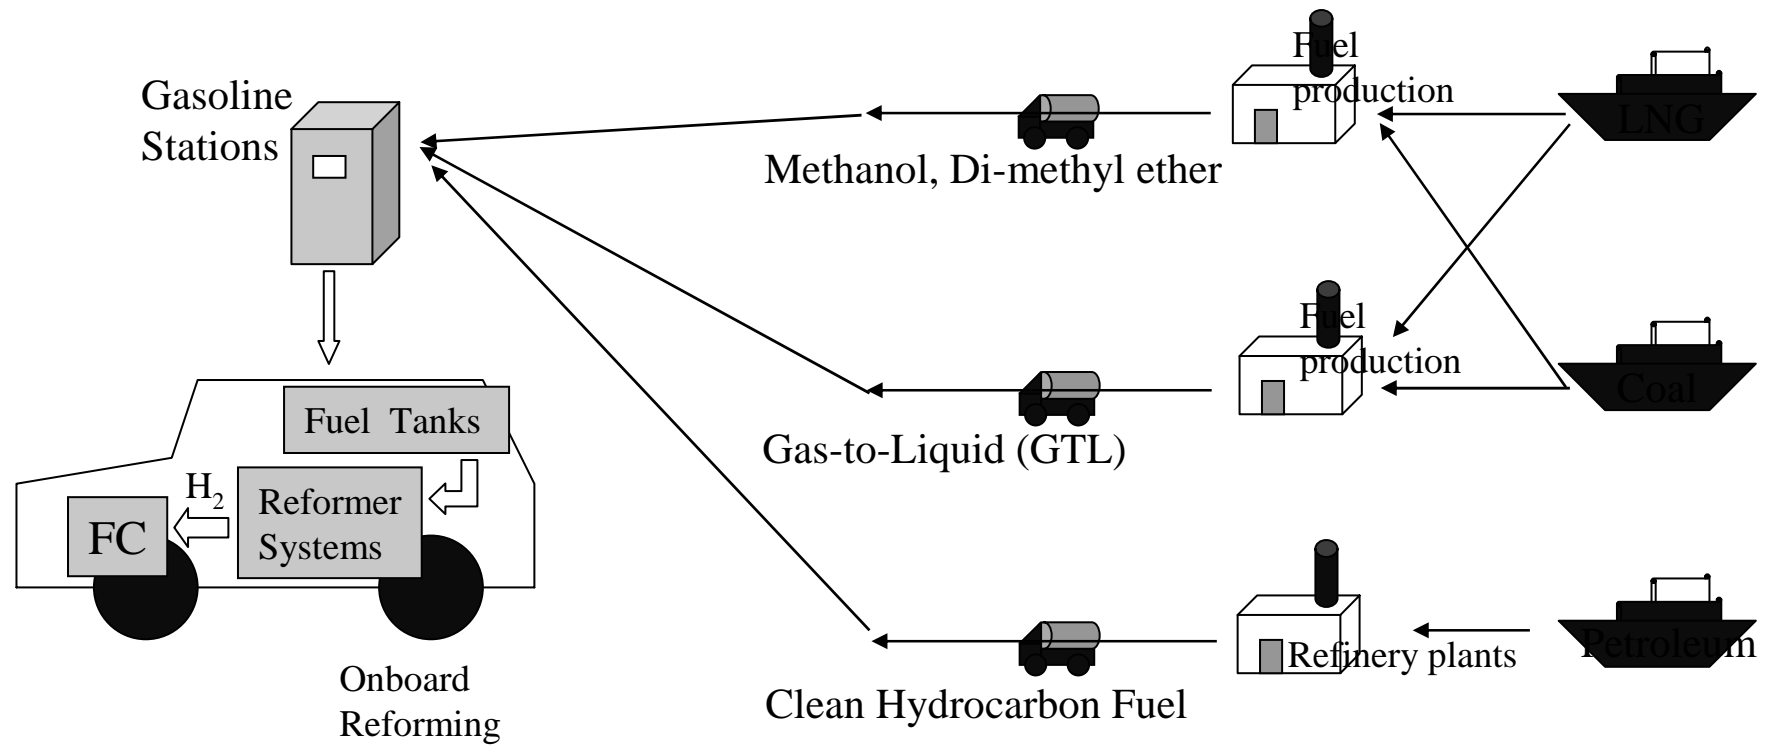 Gasoline
Stations
Fuel
production
LNG
Methanol, Di-methyl ether
Fuel
production
Coal
Gas-to-Liquid (GTL)
Fuel Tanks
H2
Reformer
Systems
FC
Refinery plants
Petroleum
Onboard
Reforming
Clean Hydrocarbon Fuel